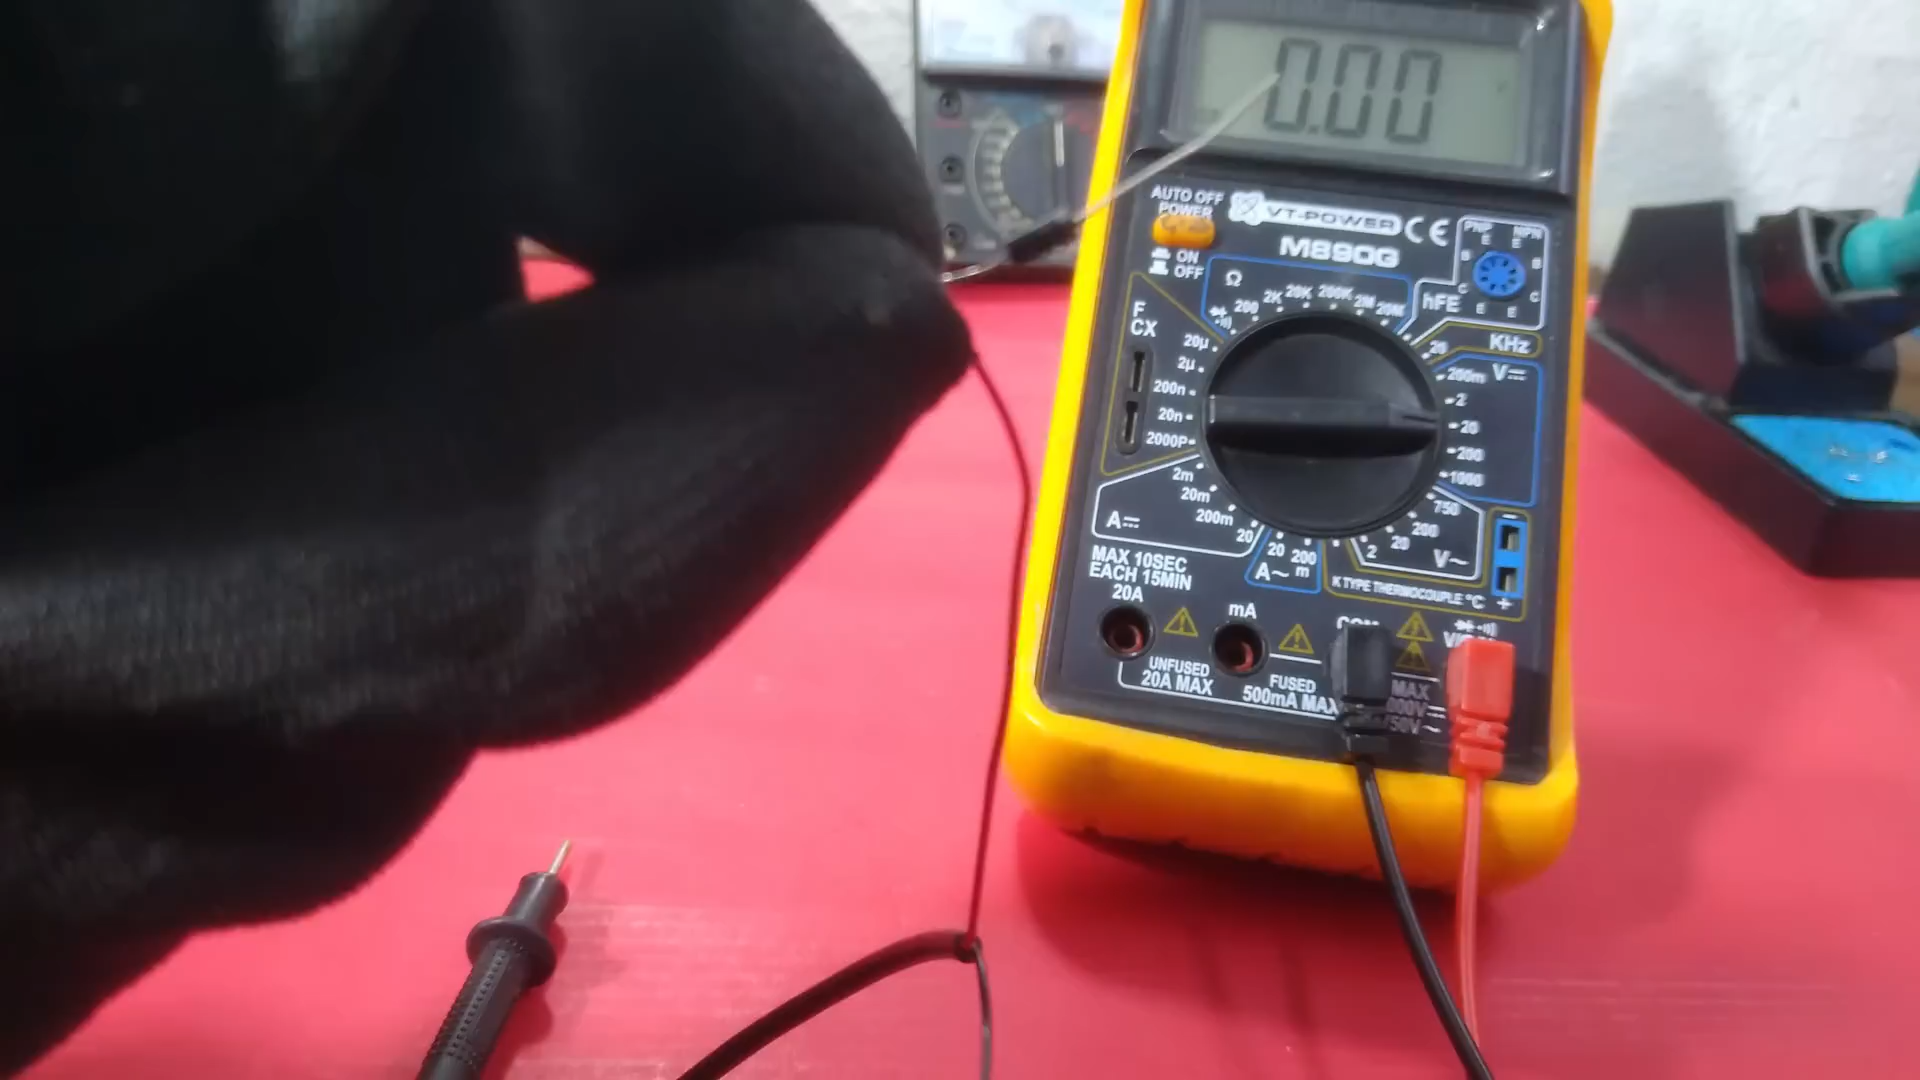 0.00
AUTO OFF
POWER
VT-POWER CE
M890G
ON
OFF
PNP NPN
E E
B B
C C
E E
hFE
Ω
200 2K 20K 200K 2M 20M
20 KHz
F
CX
20µ
2µ
200n
20n
2000P
200m V
2
20
200
1000
2m
20m
200m
20
A
20 200
A~ m
750
200
20
2
V~
K TYPE THERMOCOUPLE °C
−
+
MAX 10SEC
EACH 15MIN
20A
mA
COM
UNFUSED
20A MAX
FUSED
500mA MAX
MAX